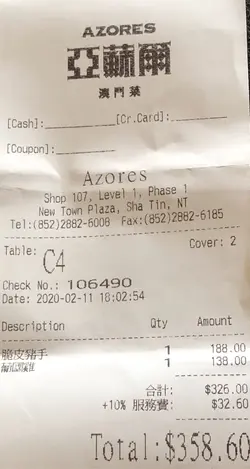 AZORES
亞蘇爾
澳門菜
[Cash]:__________ [Cr.Card]:__________
[Coupon]:__________
Azores
Shop 107, Level 1, Phase 1
New Town Plaza, Sha Tin, NT
Tel:(852)2882-6008 Fax:(852)2882-6185
Table: C4 Cover: 2
Check No.: 106490
Date: 2020-02-11 18:02:54
Description Qty Amount
脆皮豬手 1 188.00
1 138.00
合計: $326.00
+10% 服務費: $32.60
Total:$358.60